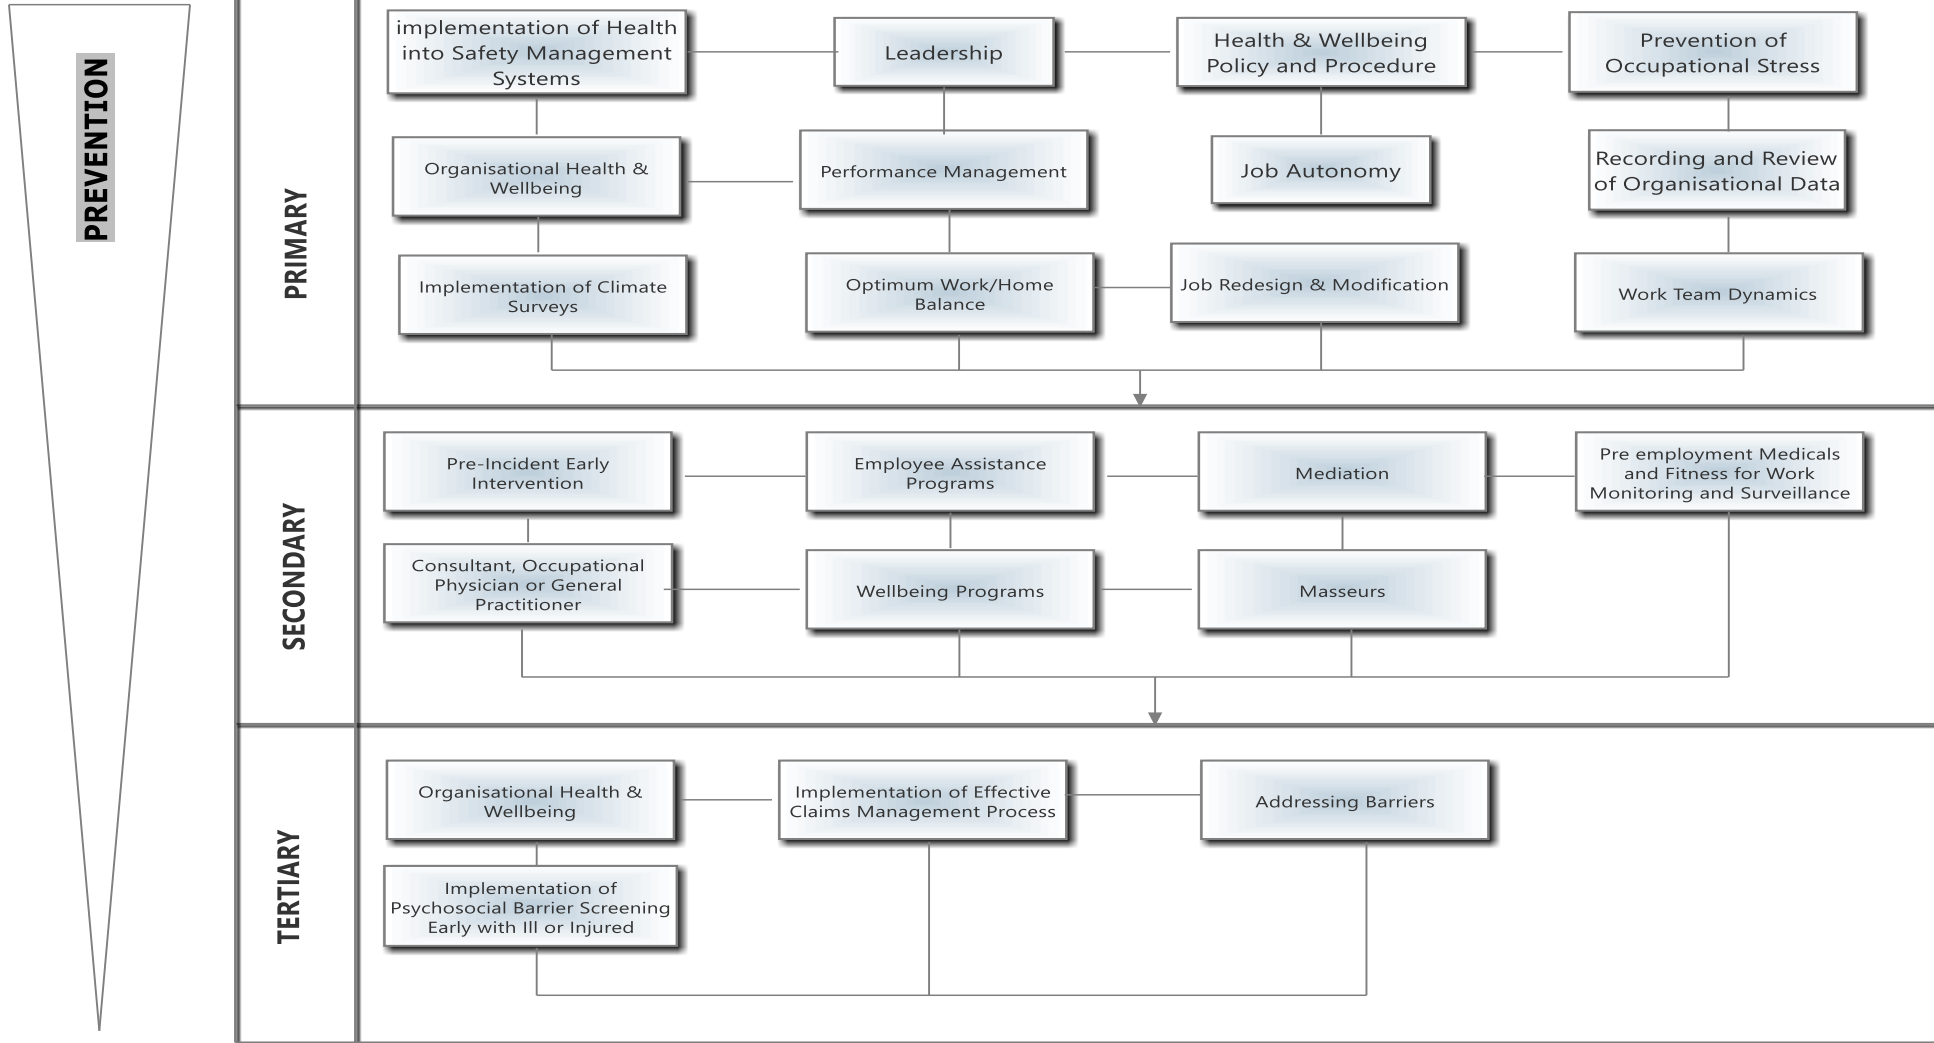 PREVENTION
PRIMARY
implementation of Health
into Safety Management
Systems
Leadership
Health & Wellbeing
Policy and Procedure
Prevention of
Occupational Stress
Organisational Health &
Wellbeing
Performance Management
Job Autonomy
Recording and Review
of Organisational Data
Implementation of Climate
Surveys
Optimum Work/Home
Balance
Job Redesign & Modification
Work Team Dynamics
SECONDARY
Pre-Incident Early
Intervention
Employee Assistance
Programs
Mediation
Pre employment Medicals
and Fitness for Work
Monitoring and Surveillance
Consultant, Occupational
Physician or General
Practitioner
Wellbeing Programs
Masseurs
TERTIARY
Organisational Health &
Wellbeing
Implementation of Effective
Claims Management Process
Addressing Barriers
Implementation of
Psychosocial Barrier Screening
Early with Ill or Injured